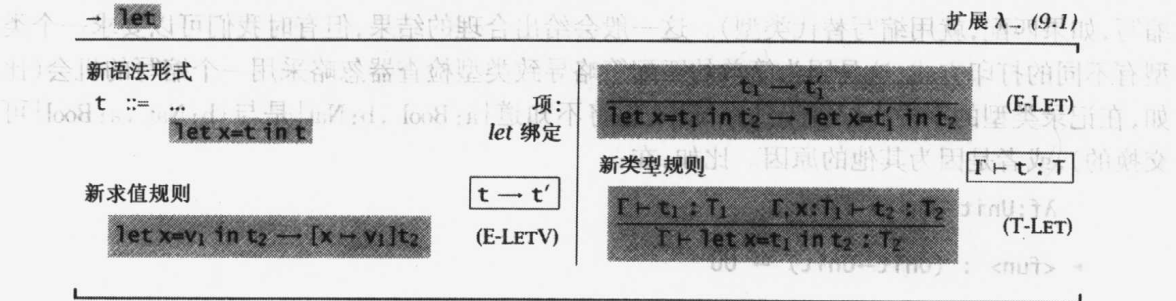 → let
扩展 λ→ (9-1)
新语法形式
t ::= ...
项:
let x=t in t
let 绑定
新求值规则
t → t′
let x=v₁ in t₂ → [x ↦ v₁]t₂
(E-LETV)
t₁ → t₁′
let x=t₁ in t₂ → let x=t₁′ in t₂
(E-LET)
新类型规则
Γ ⊢ t : T
Γ ⊢ t₁ : T₁ Γ, x:T₁ ⊢ t₂ : T₂
Γ ⊢ let x=t₁ in t₂ : T₂
(T-LET)